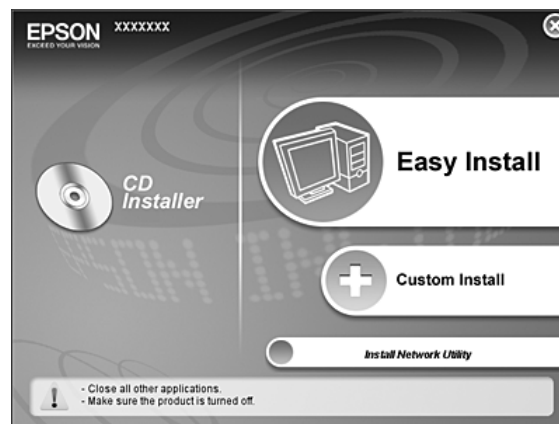 EPSON
EXCEED YOUR VISION
XXXXXXX
CD
Installer
Easy Install
Custom Install
Install Network Utility
- Close all other applications.
- Make sure the product is turned off.